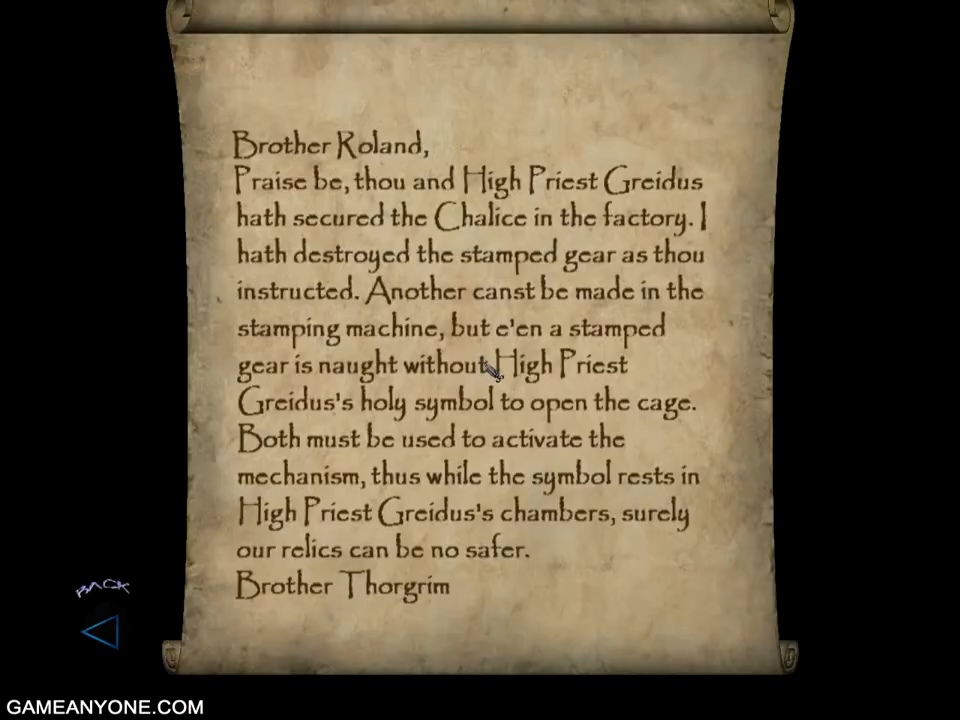 Brother Roland,
Praise be, thou and High Priest Greidus
hath secured the Chalice in the factory. I
hath destroyed the stamped gear as thou
instructed. Another canst be made in the
stamping machine, but e'en a stamped
gear is naught without High Priest
Greidus's holy symbol to open the cage.
Both must be used to activate the
mechanism, thus while the symbol rests in
High Priest Greidus's chambers, surely
our relics can be no safer.
Brother Thorgrim
BACK
GAMEANYONE.COM